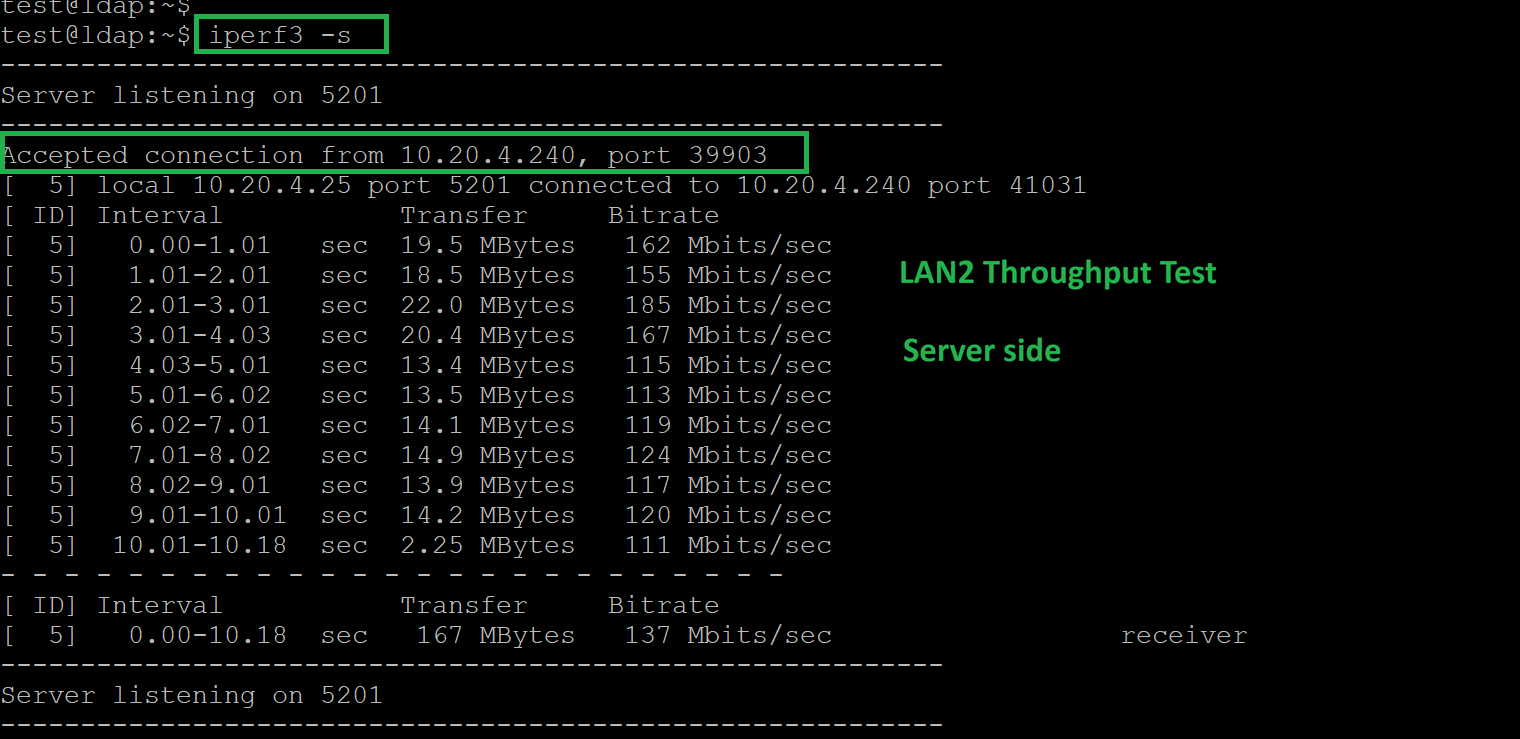 test@ldap:~$
test@ldap:~$ iperf3 -s
-----------------------------------------------------------
Server listening on 5201
-----------------------------------------------------------
Accepted connection from 10.20.4.240, port 39903
[  5] local 10.20.4.25 port 5201 connected to 10.20.4.240 port 41031
[ ID] Interval           Transfer     Bitrate
[  5]   0.00-1.01   sec  19.5 MBytes   162 Mbits/sec
[  5]   1.01-2.01   sec  18.5 MBytes   155 Mbits/sec
LAN2 Throughput Test
[  5]   2.01-3.01   sec  22.0 MBytes   185 Mbits/sec
[  5]   3.01-4.03   sec  20.4 MBytes   167 Mbits/sec
Server side
[  5]   4.03-5.01   sec  13.4 MBytes   115 Mbits/sec
[  5]   5.01-6.02   sec  13.5 MBytes   113 Mbits/sec
[  5]   6.02-7.01   sec  14.1 MBytes   119 Mbits/sec
[  5]   7.01-8.02   sec  14.9 MBytes   124 Mbits/sec
[  5]   8.02-9.01   sec  13.9 MBytes   117 Mbits/sec
[  5]   9.01-10.01  sec  14.2 MBytes   120 Mbits/sec
[  5]  10.01-10.18  sec  2.25 MBytes   111 Mbits/sec
- - - - - - - - - - - - - - - - - - - - - - - - -
[ ID] Interval           Transfer     Bitrate
[  5]   0.00-10.18  sec   167 MBytes   137 Mbits/sec                  receiver
-----------------------------------------------------------
Server listening on 5201
-----------------------------------------------------------